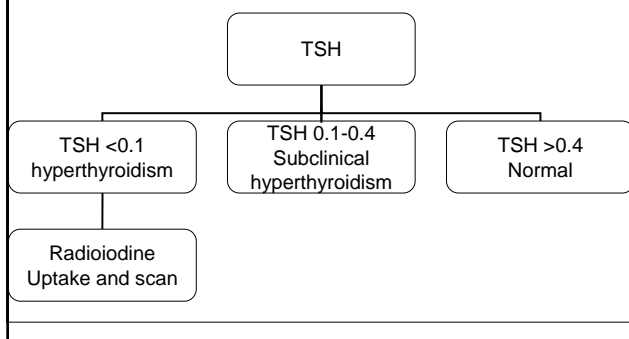 TSH
TSH <0.1
hyperthyroidism
TSH 0.1-0.4
Subclinical
hyperthyroidism
TSH >0.4
Normal
Radioiodine
Uptake and scan